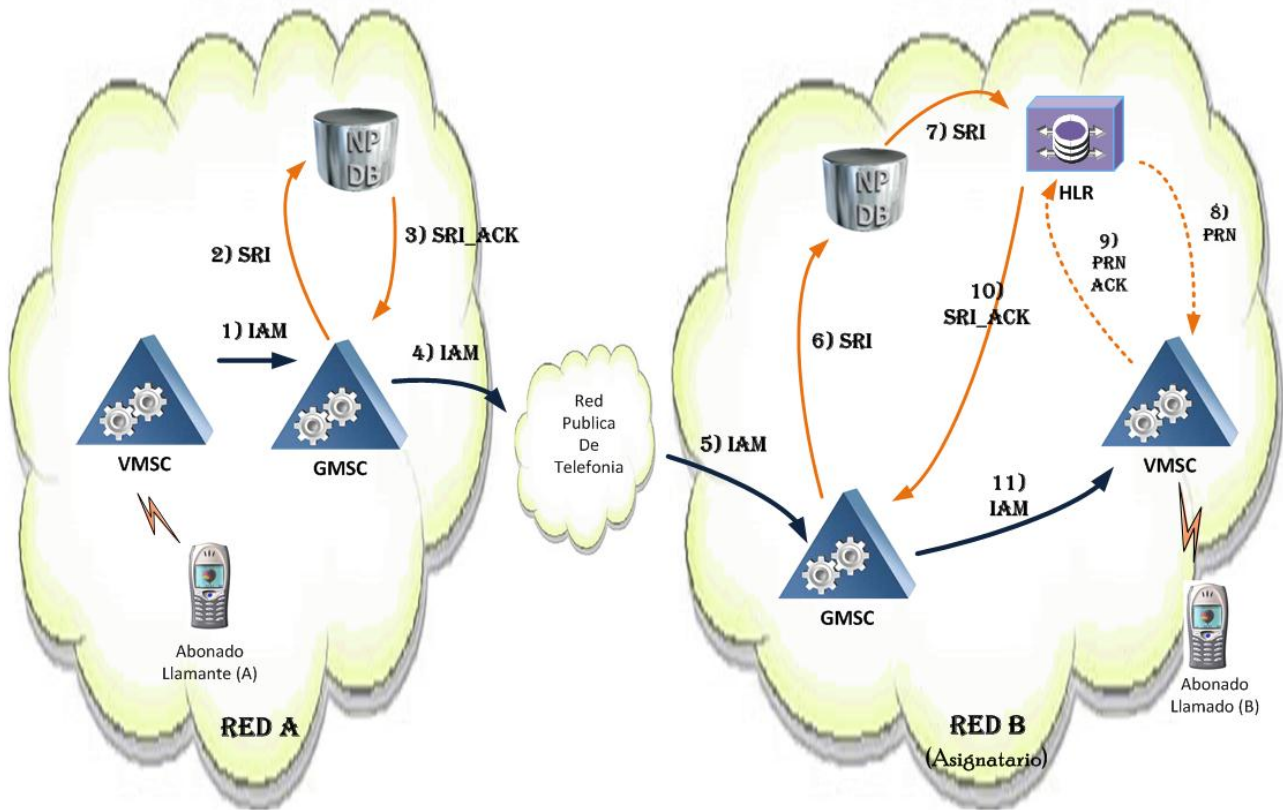 NP
DB
2) SRI
3) SRI_ACK
1) IAM
4) IAM
VMSC
GMSC
Abonado
Llamante (A)
RED A
Red
Publica
De
Telefonia
5) IAM
NP
DB
7) SRI
HLR
8)
PRN
9)
PRN
ACK
10)
SRI_ACK
6) SRI
11)
IAM
VMSC
GMSC
Abonado
Llamado (B)
RED B
(Asignatario)